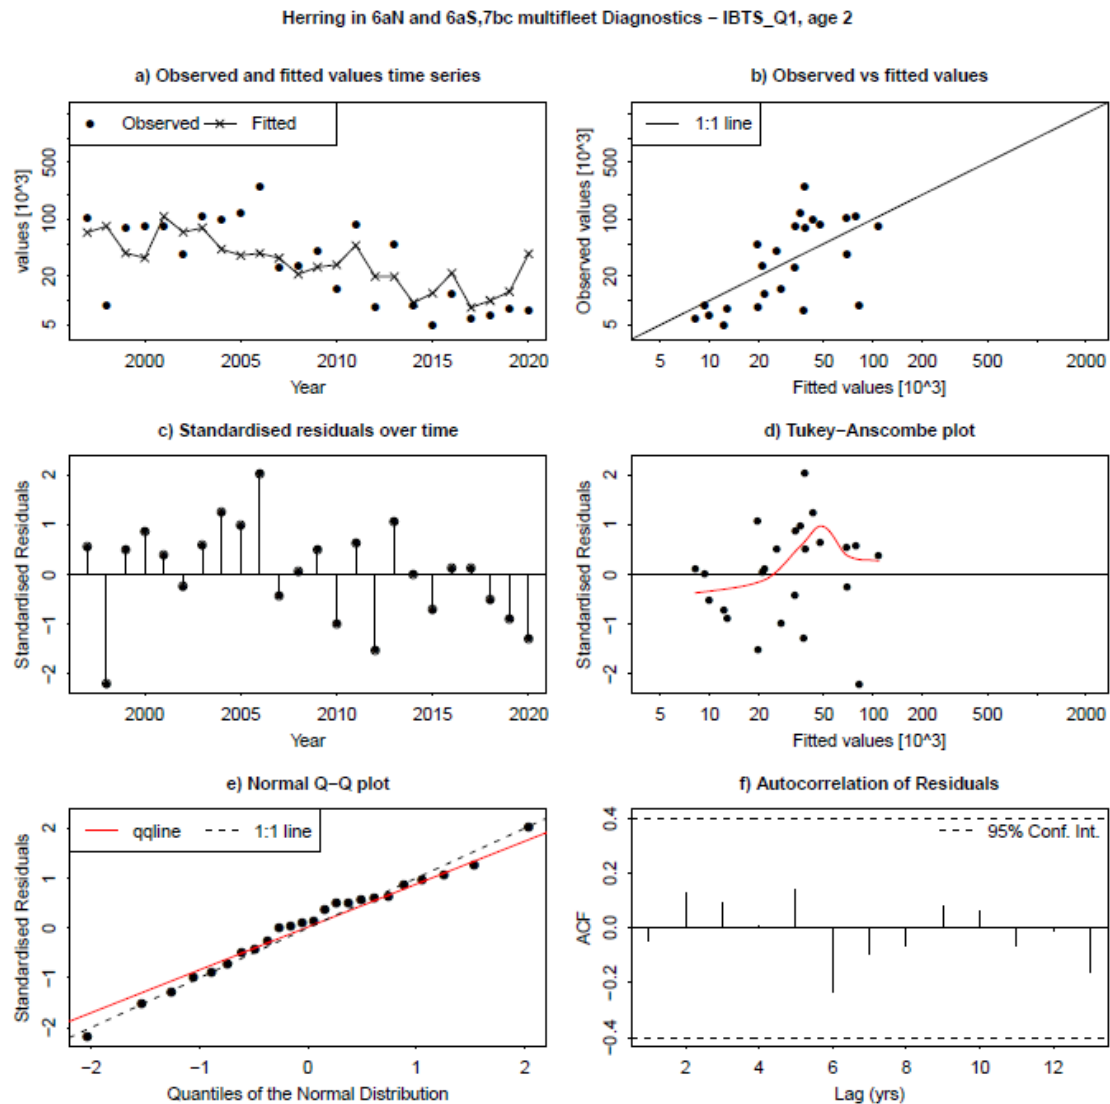 Herring in 6aN and 6aS,7bc multifleet Diagnostics − IBTS_Q1, age 2
a) Observed and fitted values time series
Observed
Fitted
values [10^3]
500
100
20
5
2000
2005
2010
2015
2020
Year
b) Observed vs fitted values
1:1 line
Observed values [10^3]
500
100
20
5
5
10
20
50
100
200
500
2000
Fitted values [10^3]
c) Standardised residuals over time
Standardised Residuals
2
1
0
−1
−2
2000
2005
2010
2015
2020
Year
d) Tukey−Anscombe plot
Standardised Residuals
2
1
0
−1
−2
5
10
20
50
100
200
500
2000
Fitted values [10^3]
e) Normal Q−Q plot
qqline
1:1 line
Standardised Residuals
2
1
0
−1
−2
−2
−1
0
1
2
Quantiles of the Normal Distribution
f) Autocorrelation of Residuals
95% Conf. Int.
ACF
0.4
0.2
0.0
−0.2
−0.4
2
4
6
8
10
12
Lag (yrs)